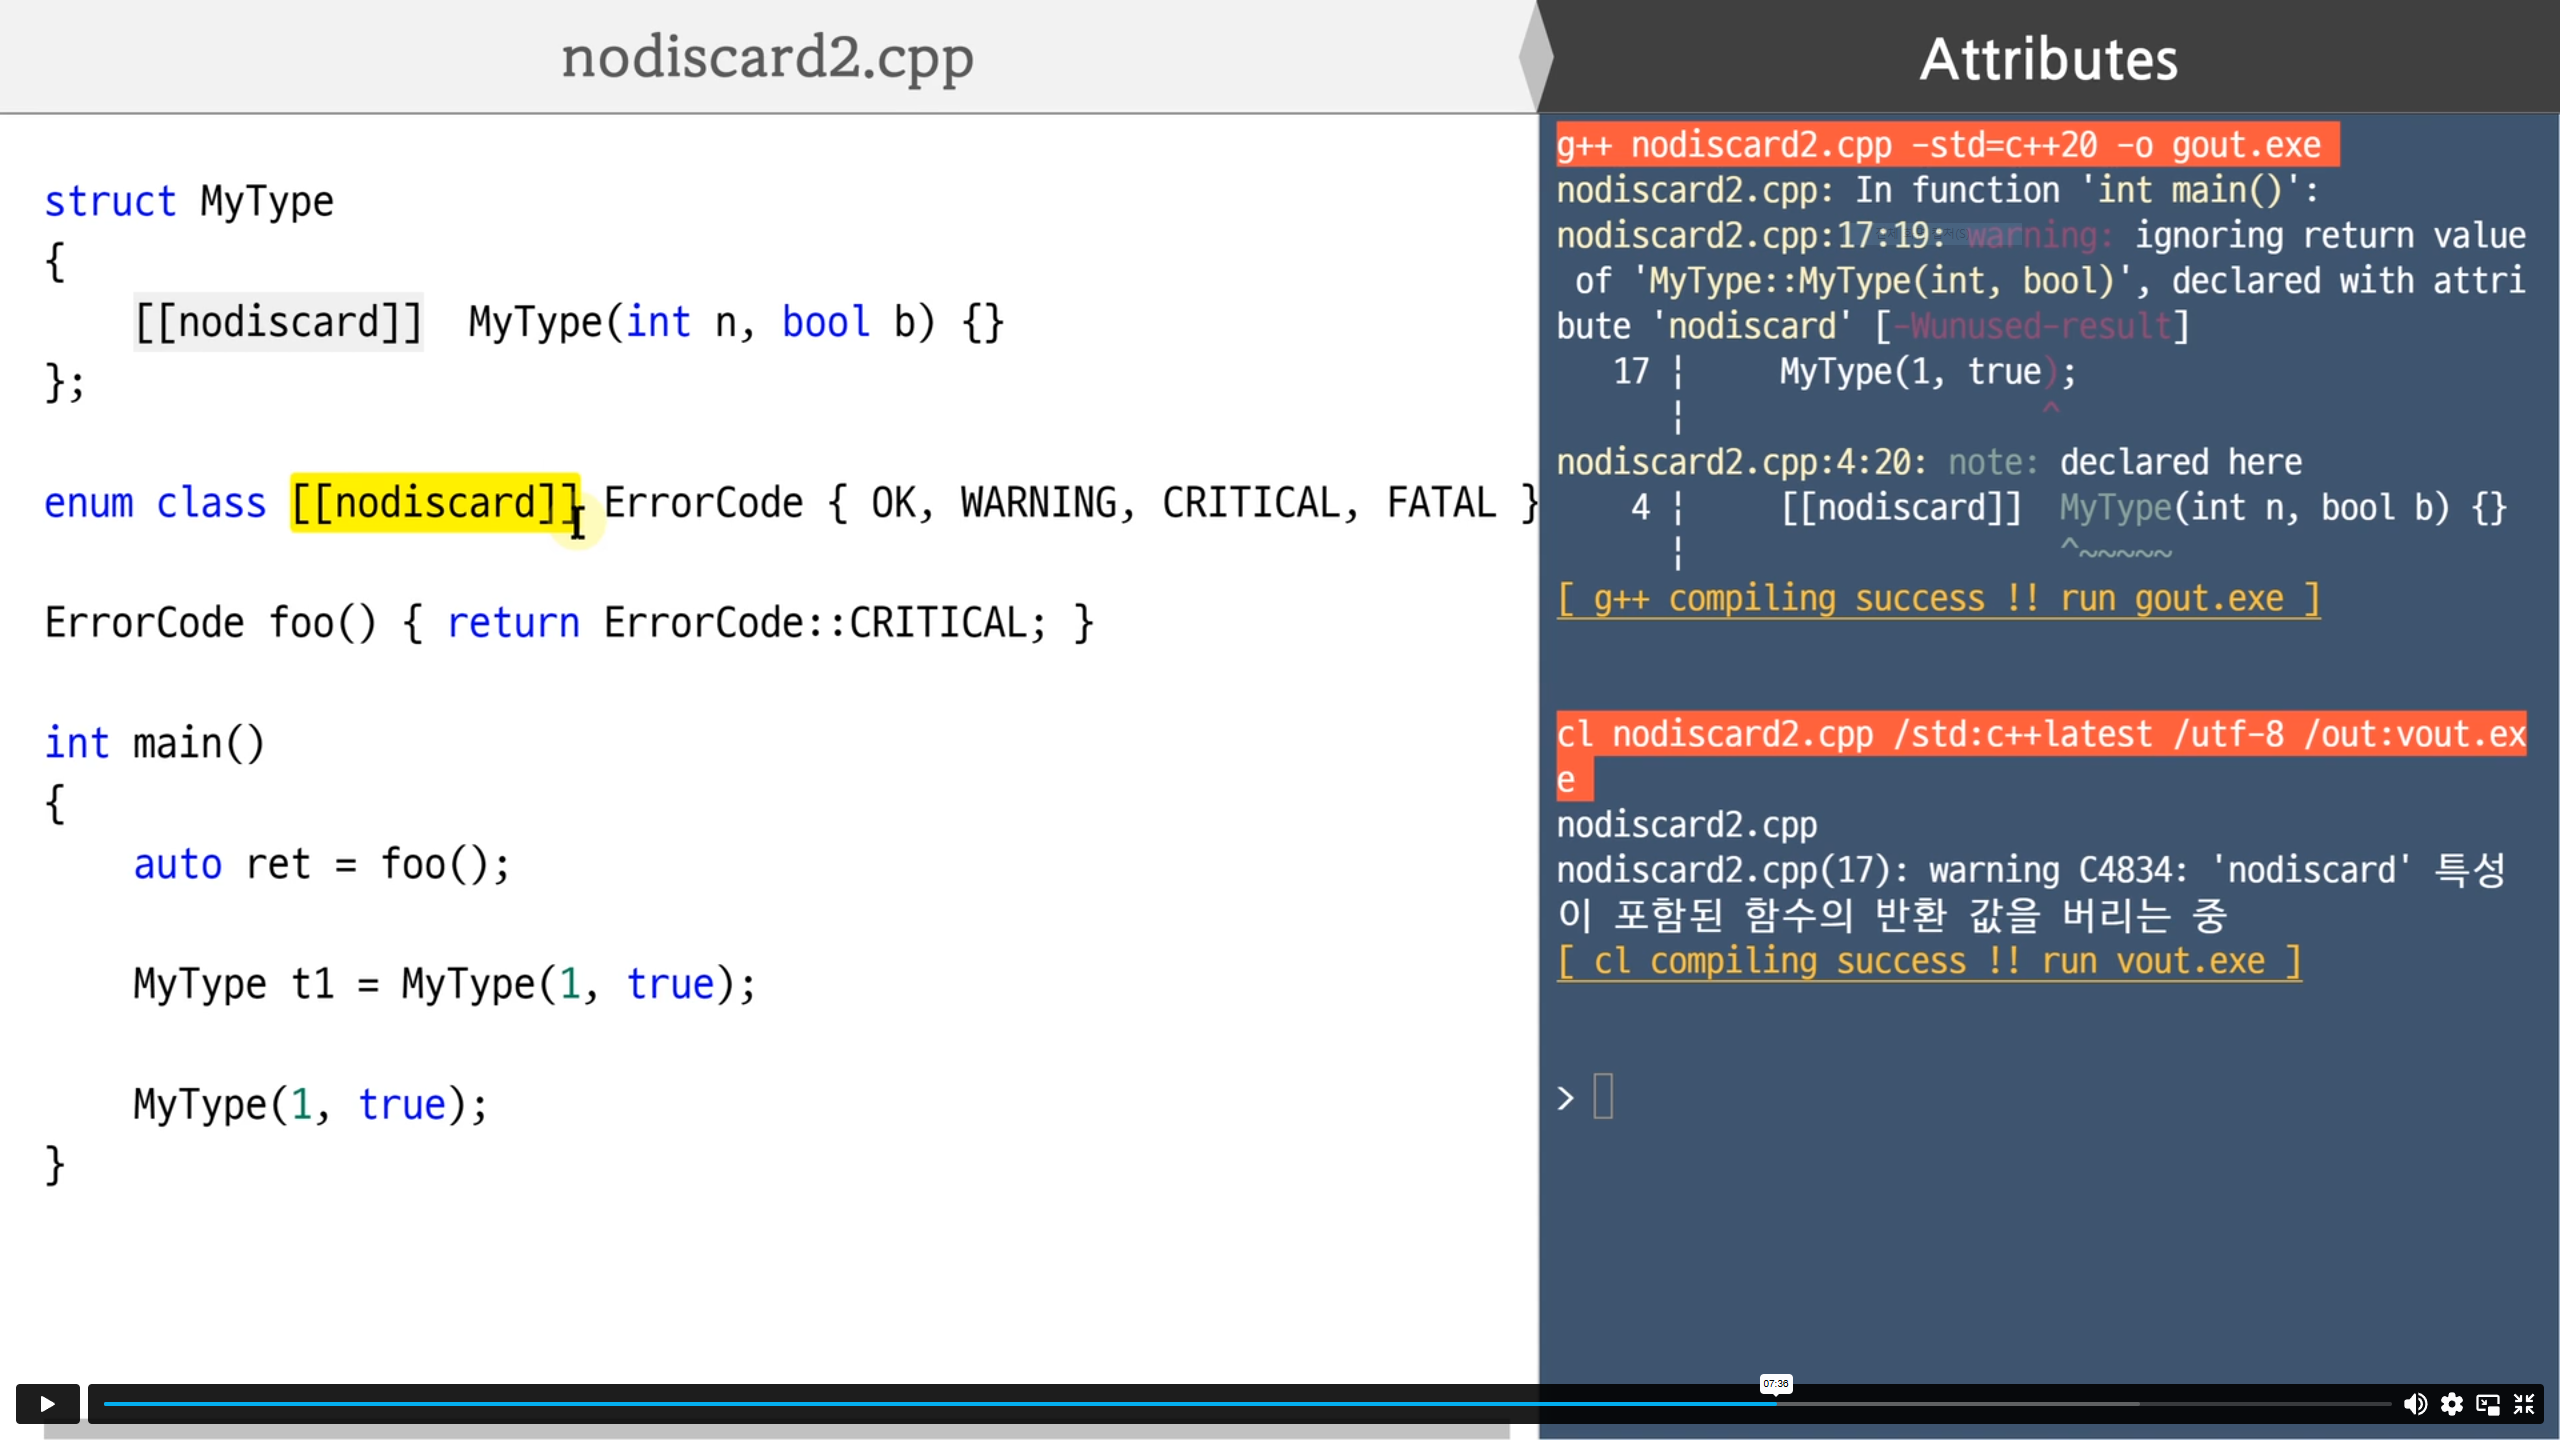 nodiscard2.cpp
struct MyType
{
[[nodiscard]]  MyType(int n, bool b) {}
};
enum class [[nodiscard]] ErrorCode { OK, WARNING, CRITICAL, FATAL }
ErrorCode foo() { return ErrorCode::CRITICAL; }
int main()
{
auto ret = foo();
MyType t1 = MyType(1, true);
MyType(1, true);
}
Attributes
g++ nodiscard2.cpp -std=c++20 -o gout.exe
nodiscard2.cpp: In function 'int main()':
nodiscard2.cpp:17:19: warning: ignoring return value
of 'MyType::MyType(int, bool)', declared with attri
bute 'nodiscard' [-Wunused-result]
17 ¦     MyType(1, true);
¦                   ^
nodiscard2.cpp:4:20: note: declared here
4 ¦     [[nodiscard]]  MyType(int n, bool b) {}
¦                    ^~~~~~
[ g++ compiling success !! run gout.exe ]
cl nodiscard2.cpp /std:c++latest /utf-8 /out:vout.ex
e
nodiscard2.cpp
nodiscard2.cpp(17): warning C4834: 'nodiscard' 특성
이 포함된 함수의 반환 값을 버리는 중
[ cl compiling success !! run vout.exe ]
>
07:36